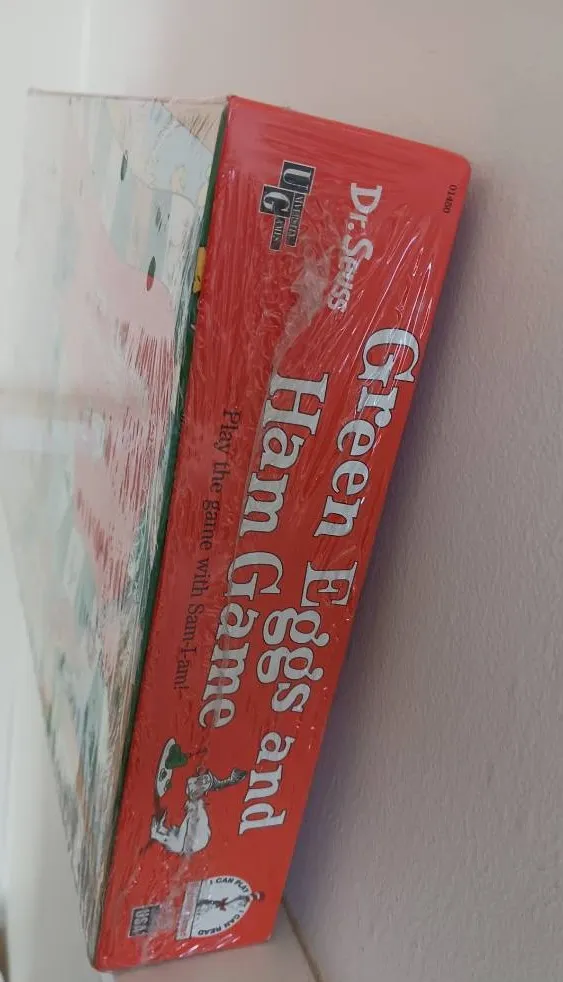 01480
Dr. Seuss
UNIVERSITY
GAMES
Green Eggs and
Ham Game
Play the game with Sam-I-am!
I CAN PLAY
I CAN READ